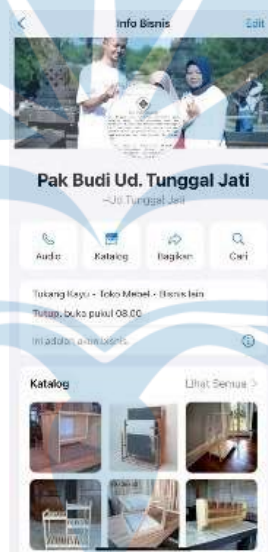 Info Bisnis
Edit
Pak Budi Ud. Tunggal Jati
~Ud.Tunggal Jati
Audio
Katalog
Bagikan
Cari
Tukang Kayu - Toko Mebel - Bisnis lain
Tutup, buka pukul 08.00
Ini adalah akun bisnis.
Katalog
Lihat Semua